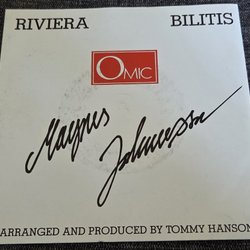 RIVIERA BILITIS
OMIC
Magnus
Johansson
ARRANGED AND PRODUCED BY TOMMY HANSON